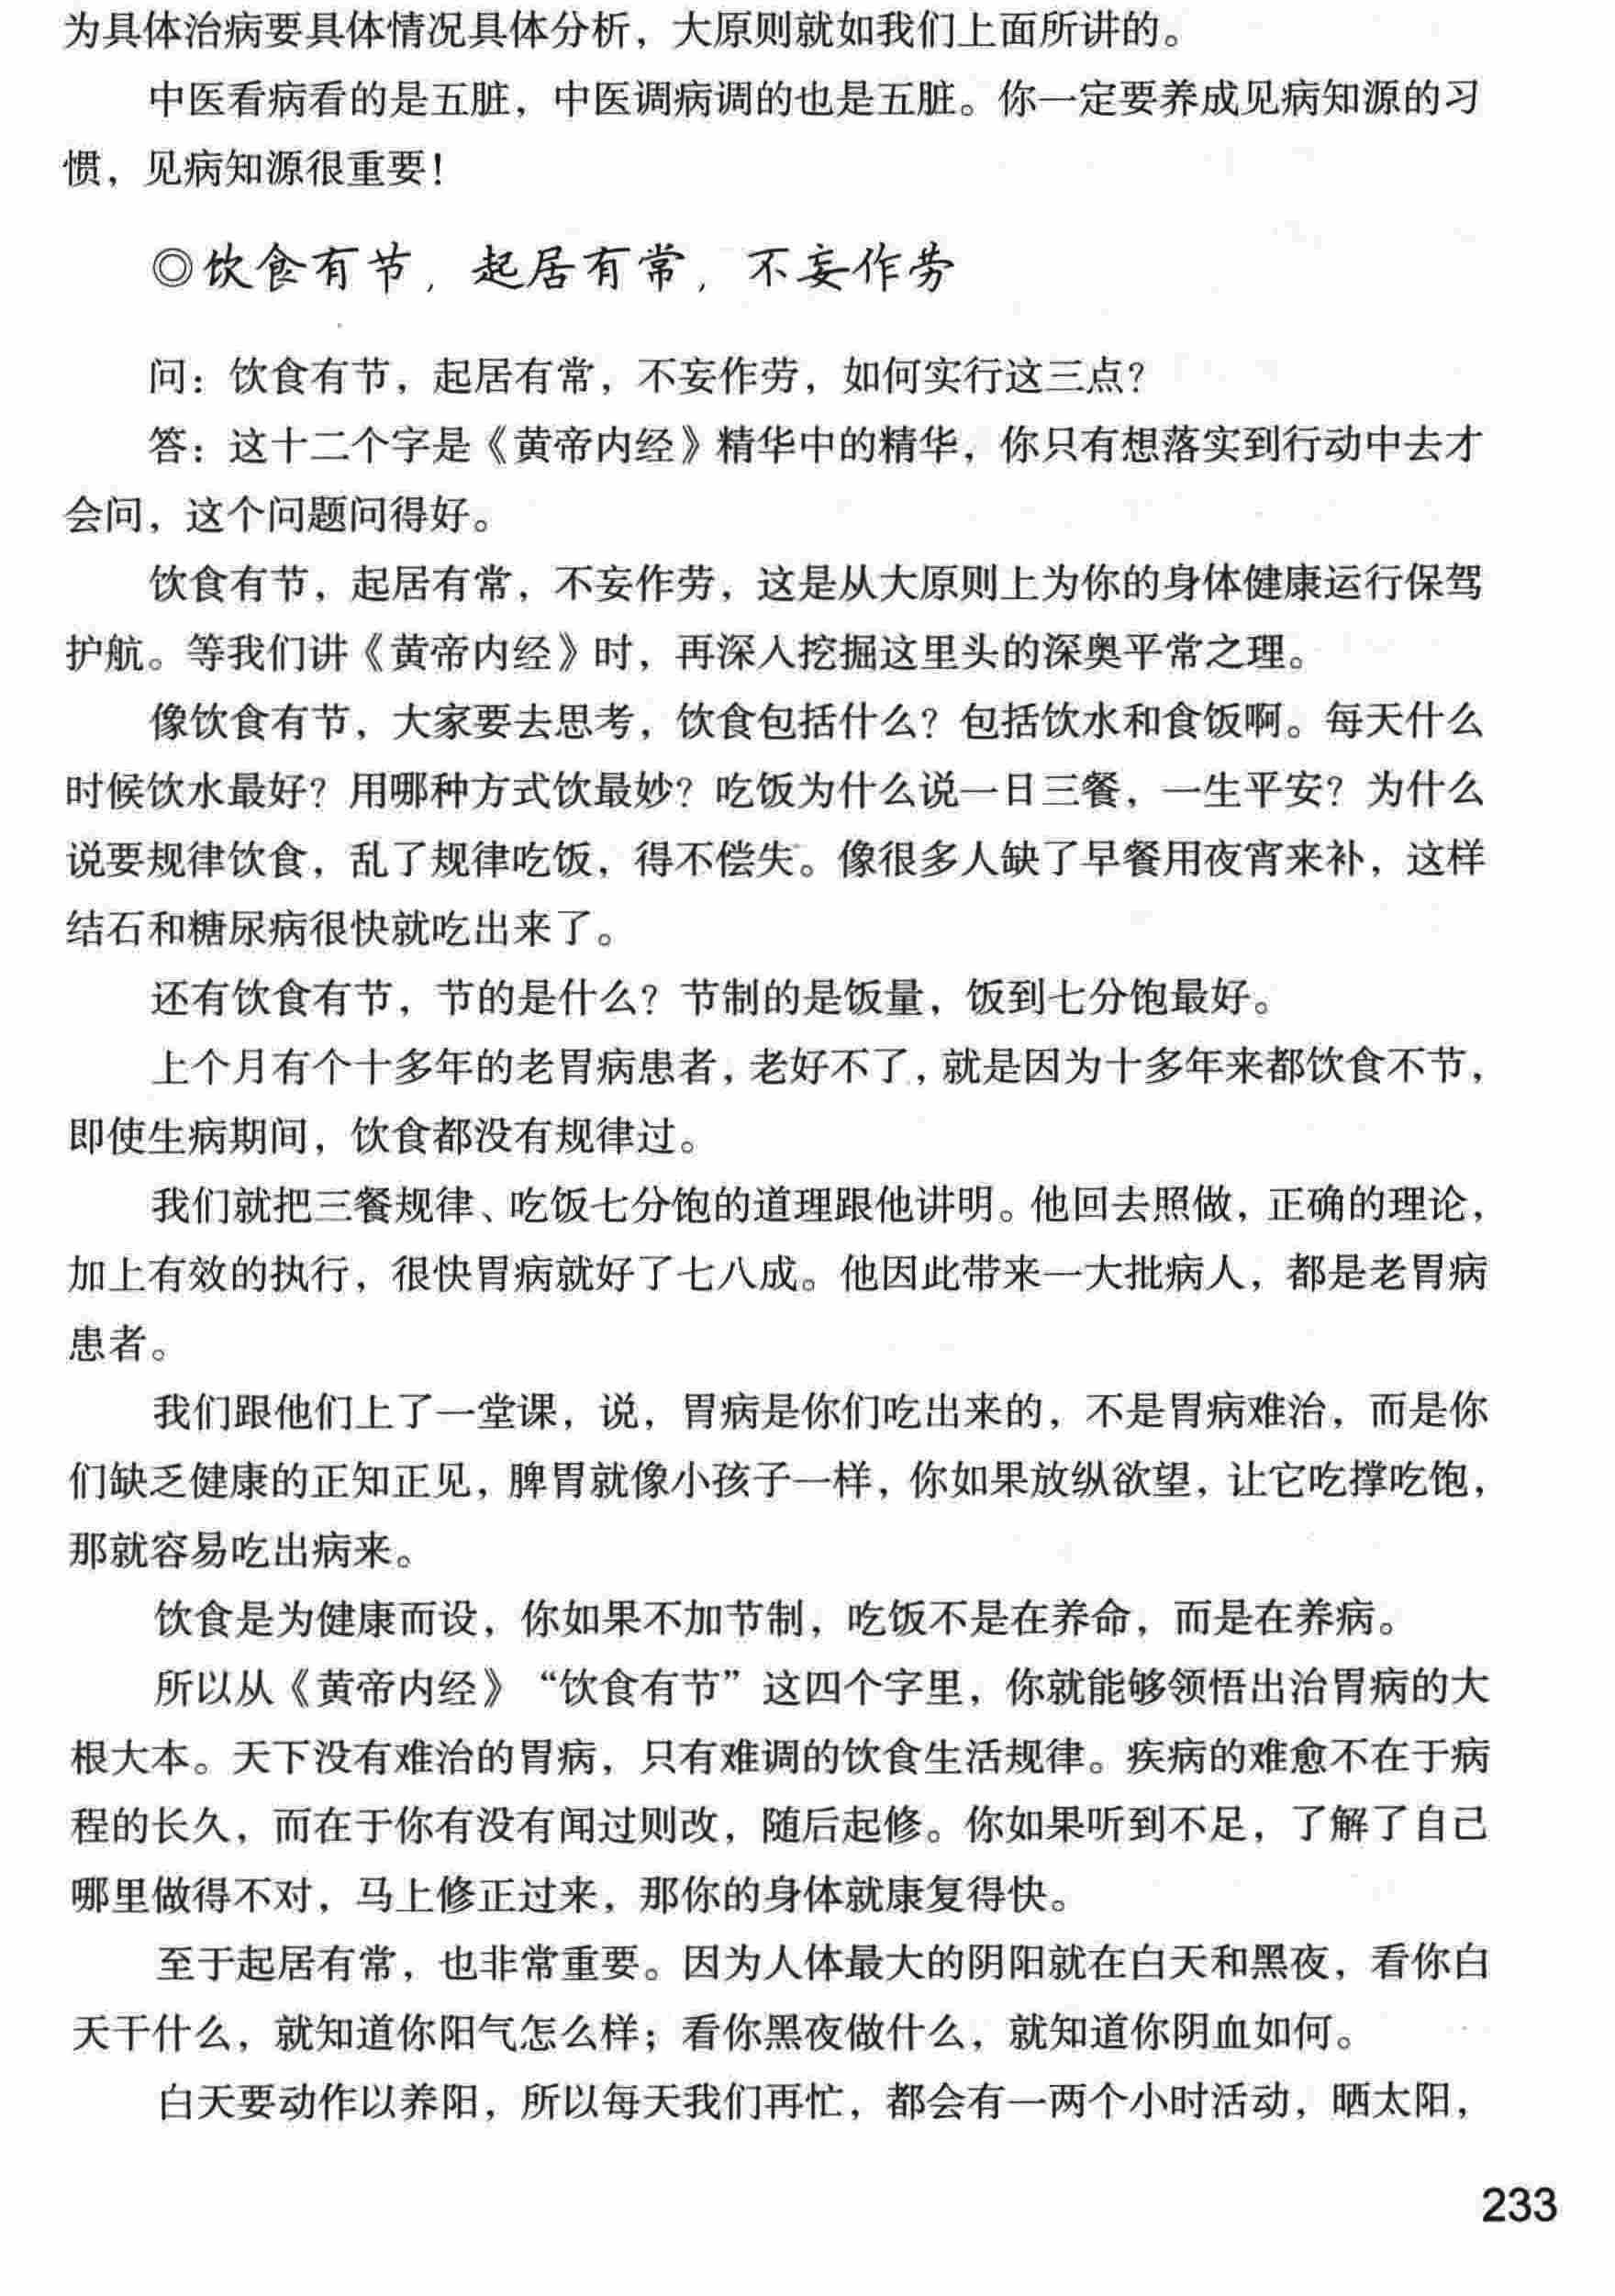 为具体治病要具体情况具体分析，大原则就如我们上面所讲的。
中医看病看的是五脏，中医调病调的也是五脏。你一定要养成见病知源的习
惯，见病知源很重要！
◎饮食有节，起居有常，不妄作劳
问：饮食有节，起居有常，不妄作劳，如何实行这三点？
答：这十二个字是《黄帝内经》精华中的精华，你只有想落实到行动中去才
会问，这个问题问得好。
饮食有节，起居有常，不妄作劳，这是从大原则上为你的身体健康运行保驾
护航。等我们讲《黄帝内经》时，再深入挖掘这里头的深奥平常之理。
像饮食有节，大家要去思考，饮食包括什么？包括饮水和食饭啊。每天什么
时候饮水最好？用哪种方式饮最妙？吃饭为什么说一日三餐，一生平安？为什么
说要规律饮食，乱了规律吃饭，得不偿失。像很多人缺了早餐用夜宵来补，这样
结石和糖尿病很快就吃出来了。
还有饮食有节，节的是什么？节制的是饭量，饭到七分饱最好。
上个月有个十多年的老胃病患者，老好不了，就是因为十多年来都饮食不节，
即使生病期间，饮食都没有规律过。
我们就把三餐规律、吃饭七分饱的道理跟他讲明。他回去照做，正确的理论，
加上有效的执行，很快胃病就好了七八成。他因此带来一大批病人，都是老胃病
患者。
我们跟他们上了一堂课，说，胃病是你们吃出来的，不是胃病难治，而是你
们缺乏健康的正知正见，脾胃就像小孩子一样，你如果放纵欲望，让它吃撑吃饱，
那就容易吃出病来。
饮食是为健康而设，你如果不加节制，吃饭不是在养命，而是在养病。
所以从《黄帝内经》“饮食有节”这四个字里，你就能够领悟出治胃病的大
根大本。天下没有难治的胃病，只有难调的饮食生活规律。疾病的难愈不在于病
程的长久，而在于你有没有闻过则改，随后起修。你如果听到不足，了解了自己
哪里做得不对，马上修正过来，那你的身体就康复得快。
至于起居有常，也非常重要。因为人体最大的阴阳就在白天和黑夜，看你白
天干什么，就知道你阳气怎么样；看你黑夜做什么，就知道你阴血如何。
白天要动作以养阳，所以每天我们再忙，都会有一两个小时活动，晒太阳，
233